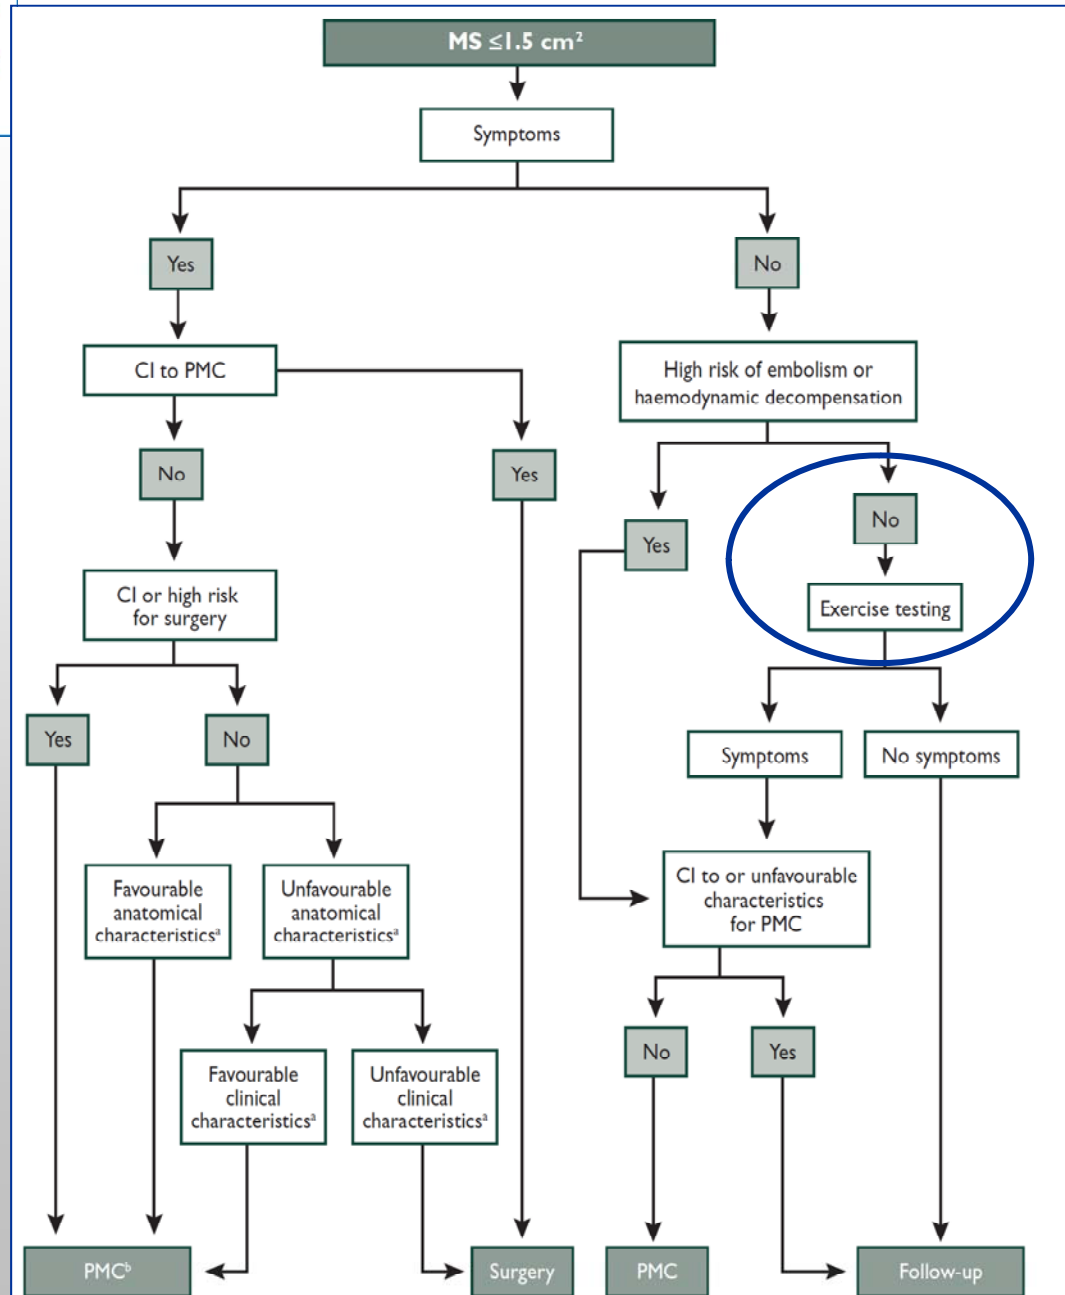 MS ≤1.5 cm²
Symptoms
Yes
No
CI to PMC
High risk of embolism or
haemodynamic decompensation
No
Yes
Yes
No
CI or high risk
for surgery
Exercise testing
Yes
No
Symptoms
No symptoms
Favourable
anatomical
characteristicsᵃ
Unfavourable
anatomical
characteristicsᵃ
CI to or unfavourable
characteristics
for PMC
Favourable
clinical
characteristicsᵃ
Unfavourable
clinical
characteristicsᵃ
No
Yes
PMCᵇ
Surgery
PMC
Follow-up